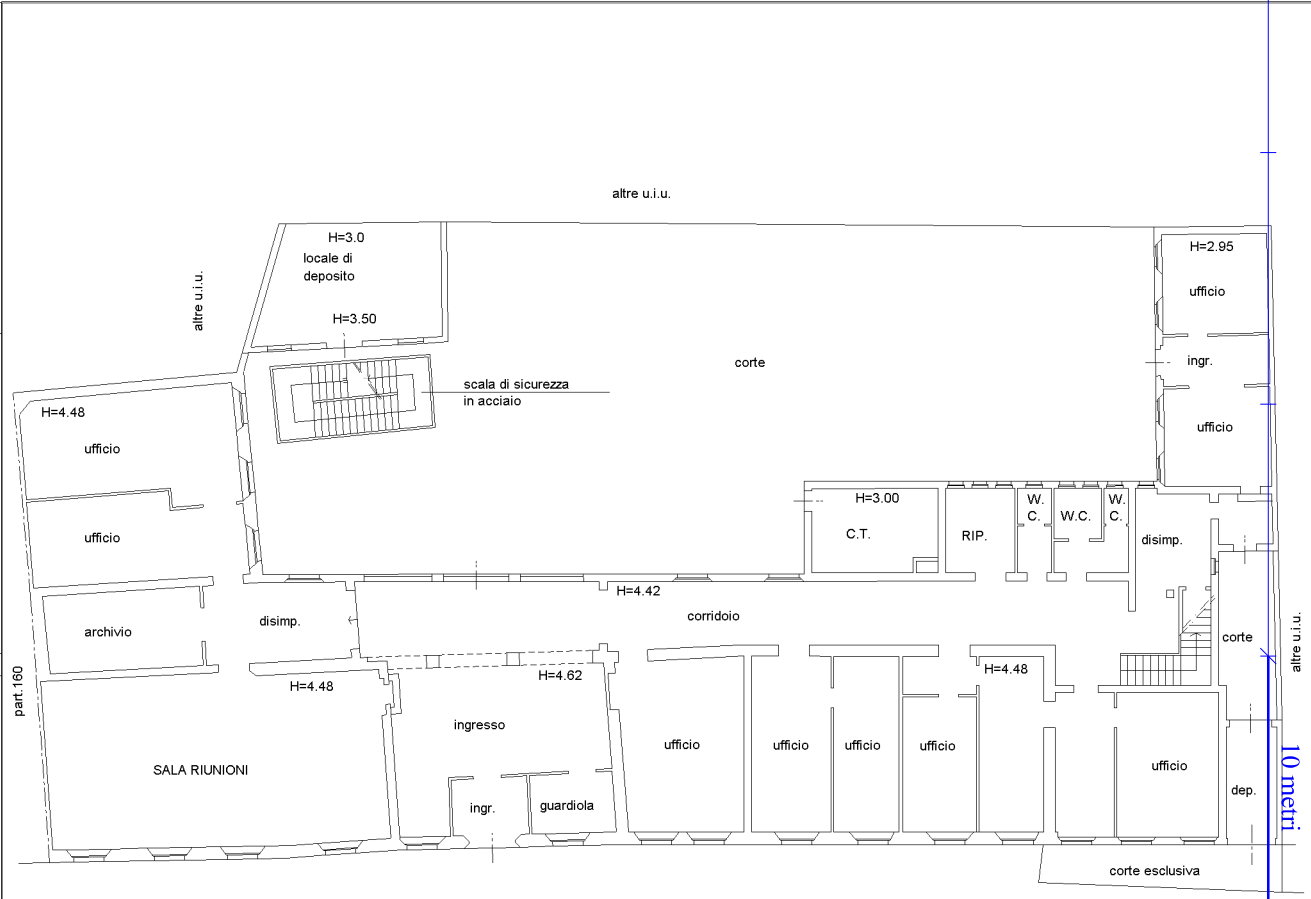 altre u.i.u.
H=3.0
locale di
deposito
H=3.50
altre u.i.u.
H=2.95
ufficio
ingr.
ufficio
corte
scala di sicurezza
in acciaio
H=4.48
ufficio
ufficio
archivio
disimp.
H=3.00
C.T.
RIP.
W.
C.
W.C.
W.
C.
disimp.
H=4.42
corridoio
corte
altre u.i.u.
part.160
H=4.48
SALA RIUNIONI
H=4.62
ingresso
ingr.
guardiola
ufficio
ufficio
ufficio
ufficio
H=4.48
ufficio
dep.
10 metri
corte esclusiva